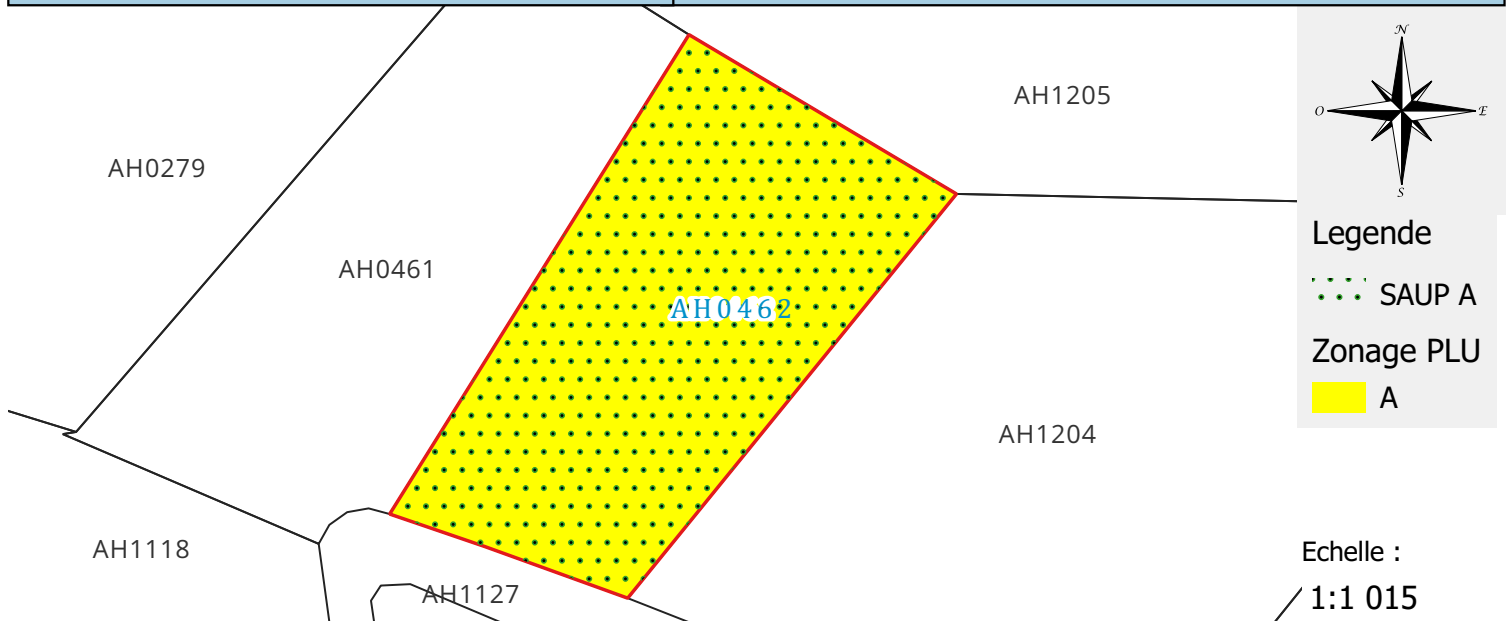 N
AH1205
O
E
AH0279
S
Legende
AH0461
SAUP A
AH0462
Zonage PLU
A
AH1204
AH1118
Echelle :
AH1127
1:1 015